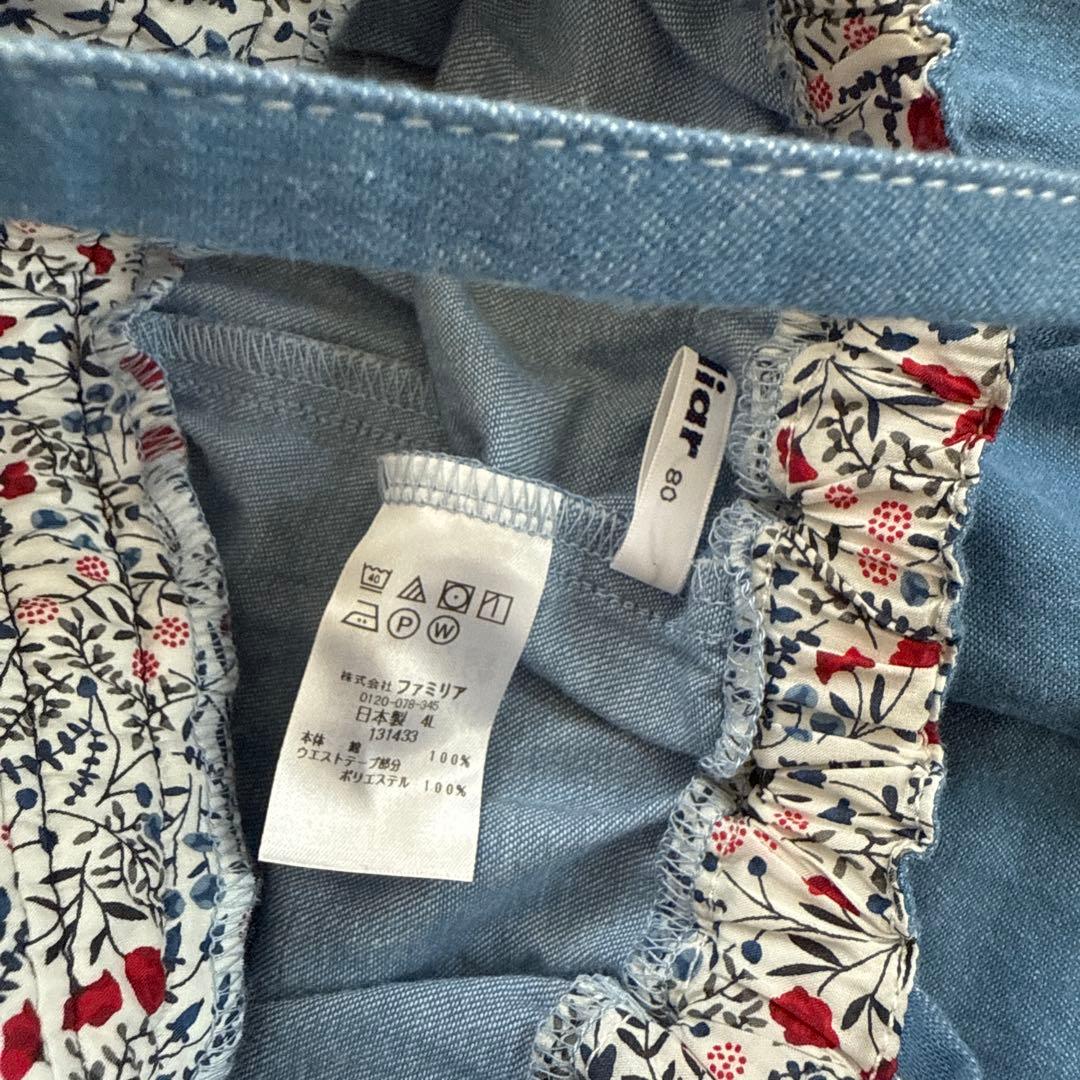 liar
80
40
P W
株式会社 ファミリア
0120-078-345
日本製 4L
131433
本体 綿 100%
ウエストテープ部分
ポリエステル 100%